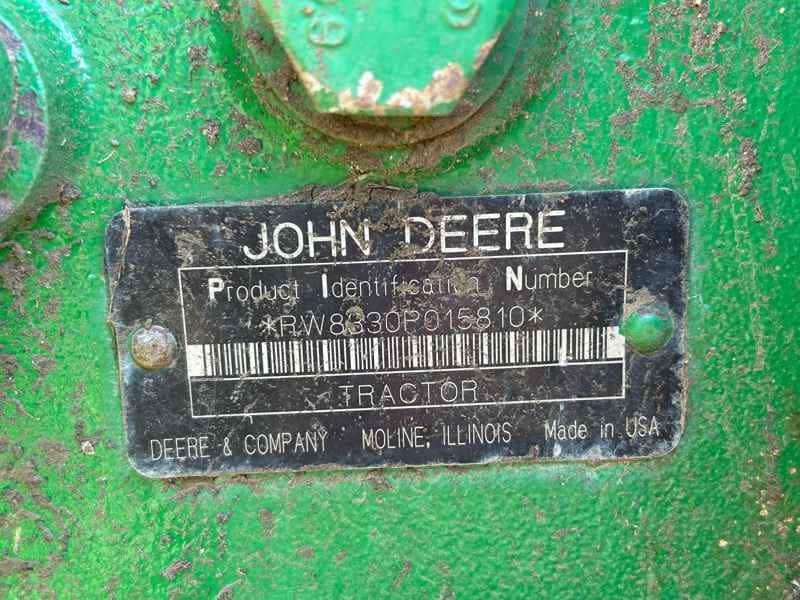 JOHN DEERE
Product Identification Number
*RW8330P015810*
TRACTOR
DEERE & COMPANY MOLINE, ILLINOIS Made in USA